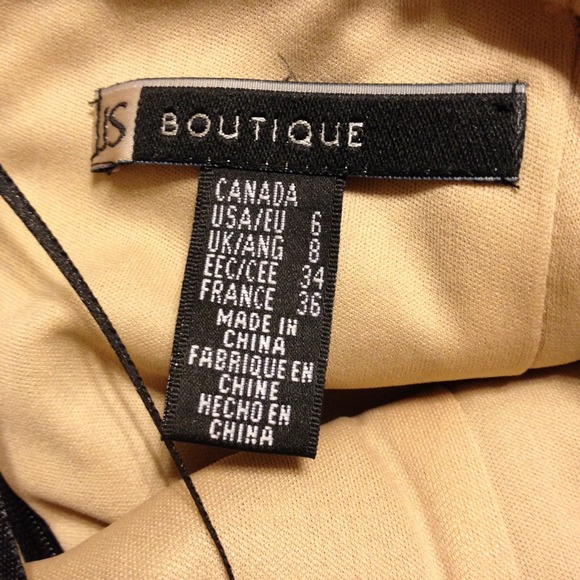 BOUTIQUE
CANADA
USA/EU 6
UK/ANG 8
EEC/CEE 34
FRANCE 36
MADE IN
CHINA
FABRIQUE EN
CHINE
HECHO EN
CHINA